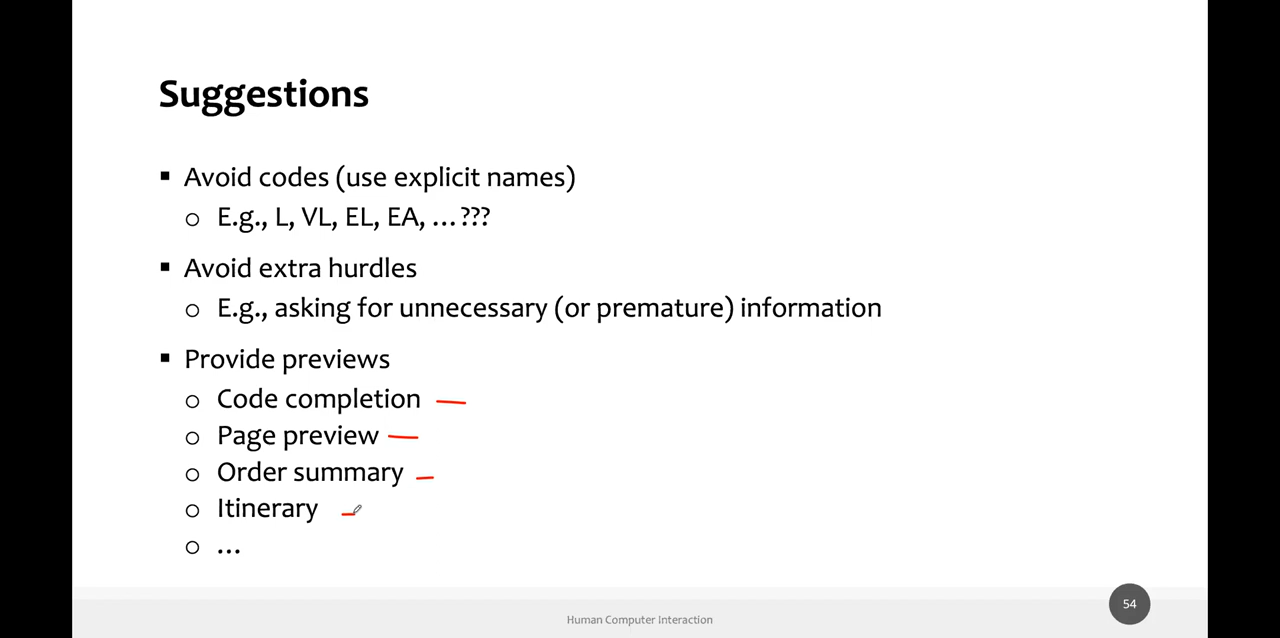 Suggestions
▪ Avoid codes (use explicit names)
o E.g., L, VL, EL, EA, …???
▪ Avoid extra hurdles
o E.g., asking for unnecessary (or premature) information
▪ Provide previews
o Code completion
o Page preview
o Order summary
o Itinerary
o …
54
Human Computer Interaction